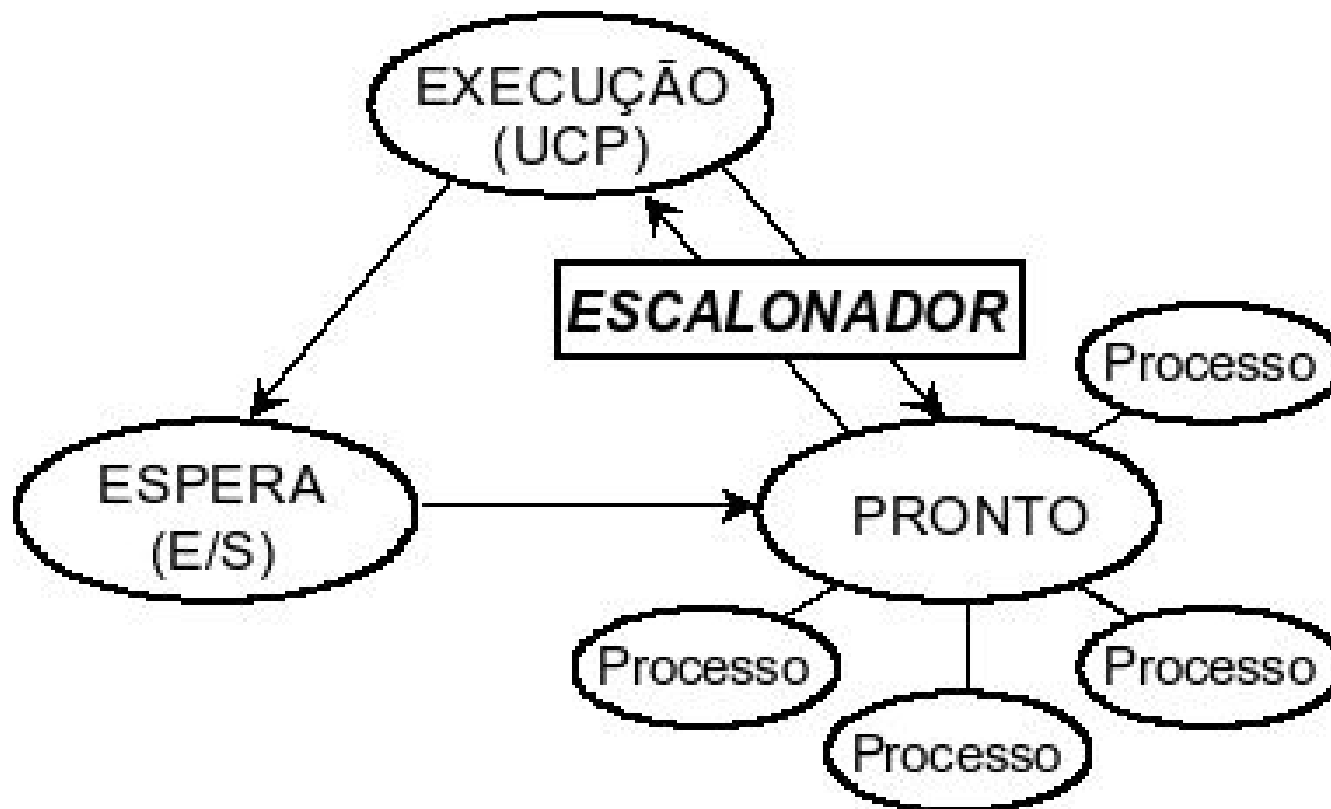 EXECUÇÃO
(UCP)
ESCALONADOR
Processo
ESPERA
(E/S)
PRONTO
Processo
Processo
Processo